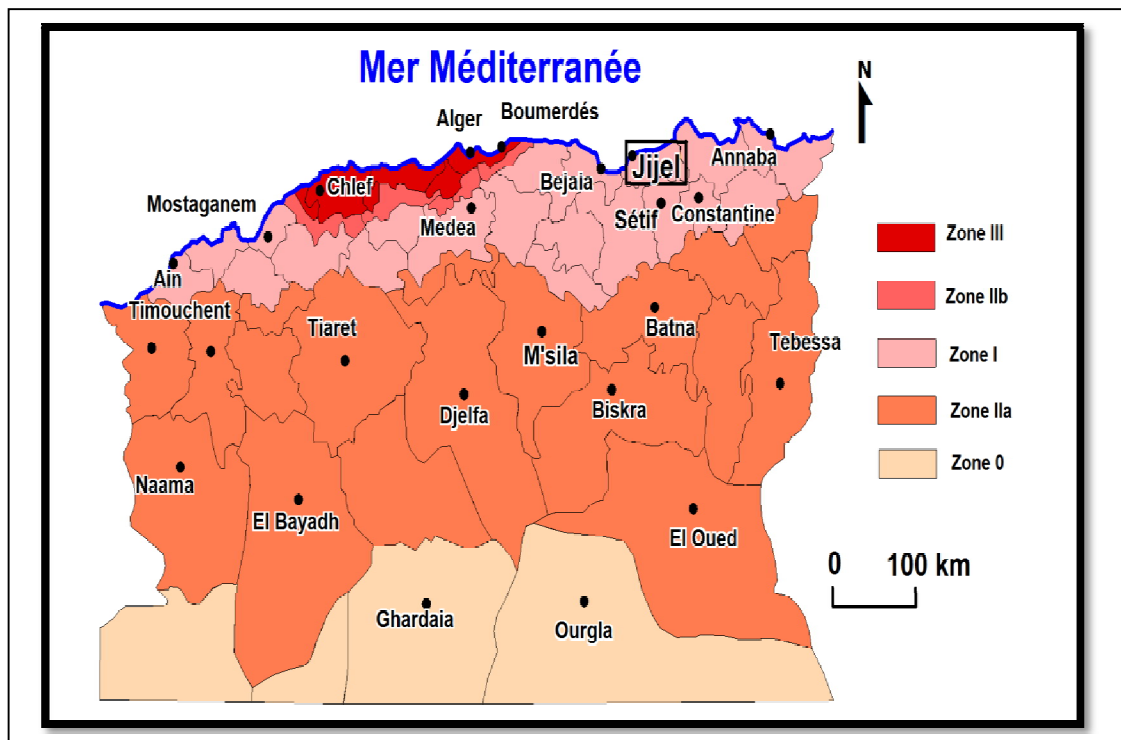 Mer Méditerranée
N
Alger
Boumerdés
Annaba
Bejaia
Jijel
Chlef
Mostaganem
Medea
Sétif
Constantine
Ain
Timouchent
Tiaret
M'sila
Batna
Tebessa
Djelfa
Biskra
Naama
El Bayadh
El Oued
Ghardaia
Ourgla
Zone III
Zone IIb
Zone I
Zone IIa
Zone 0
0 100 km